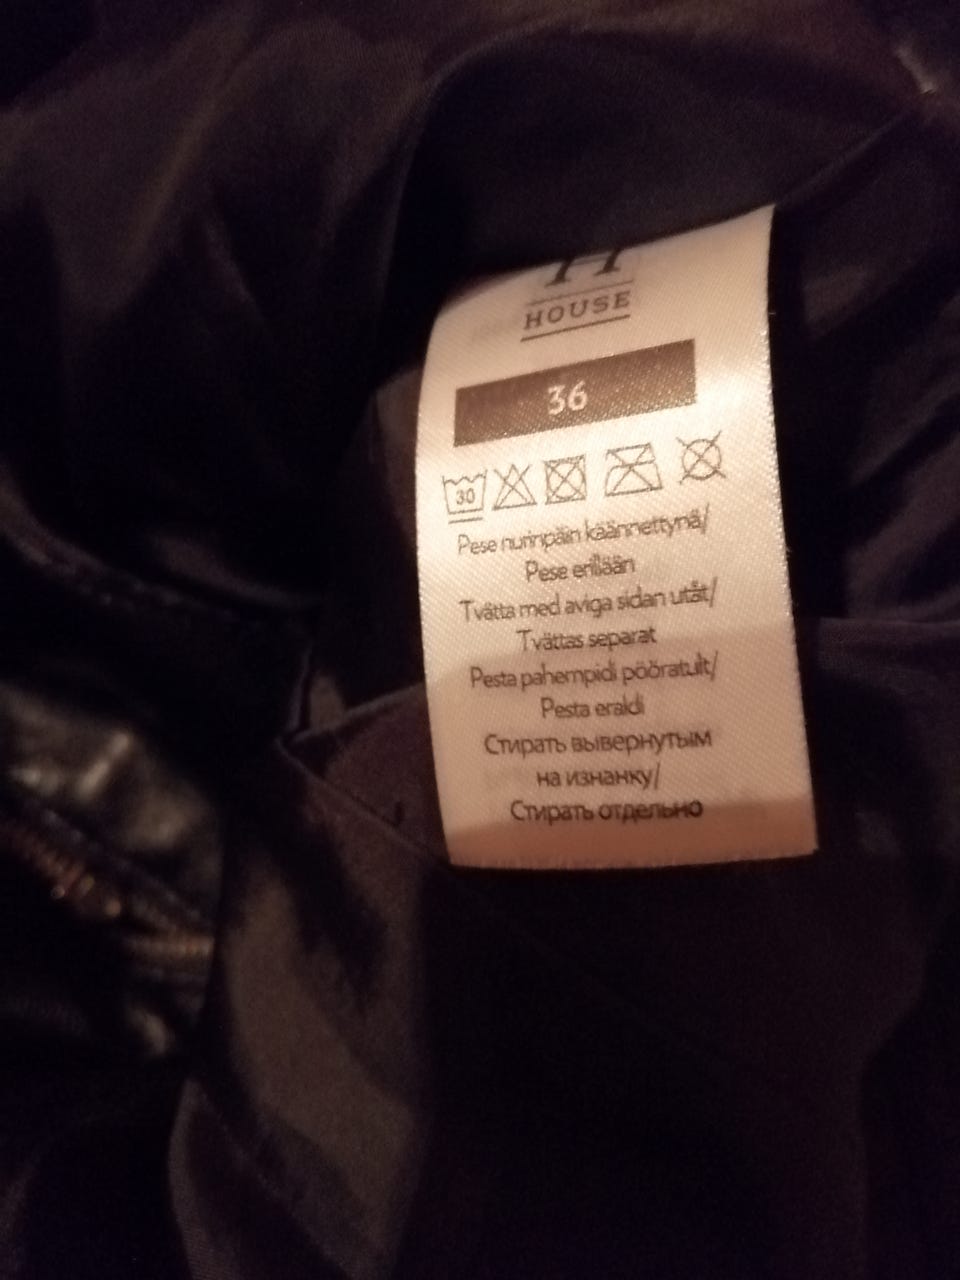 HOUSE
36
30
Pese nurinpäin käännettynä/
Pese erillään
Tvätta med aviga sidan utåt/
Tvättas separat
Pesta pahempidi pööratult/
Pesta eraldi
Стирать вывернутым
на изнанку/
Стирать отдельно